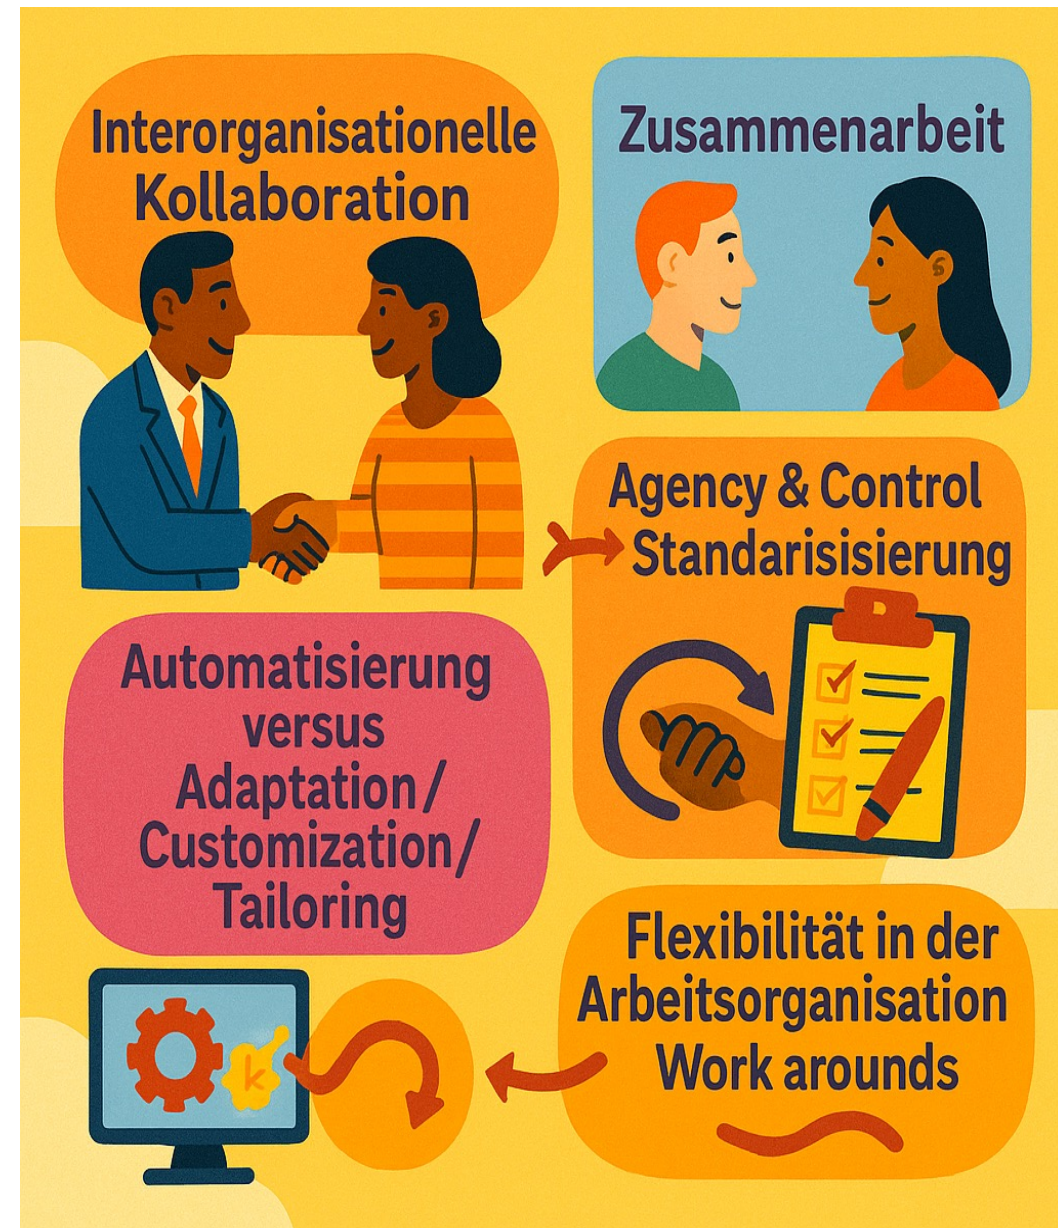 Interorganisationelle
Kollaboration
Zusammenarbeit
Agency & Control
Standarisisierung
Automatisierung
versus
Adaptation/
Customization/
Tailoring
Flexibilität in der
Arbeitsorganisation
Work arounds
k